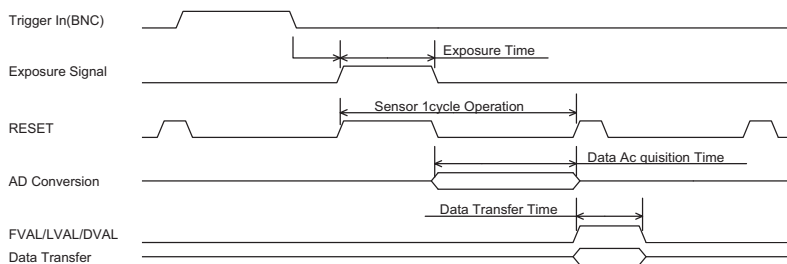 Trigger In(BNC)
Exposure Time
Exposure Signal
Sensor 1cycle Operation
RESET
Data Ac quisition Time
AD Conversion
Data Transfer Time
FVAL/LVAL/DVAL
Data Transfer